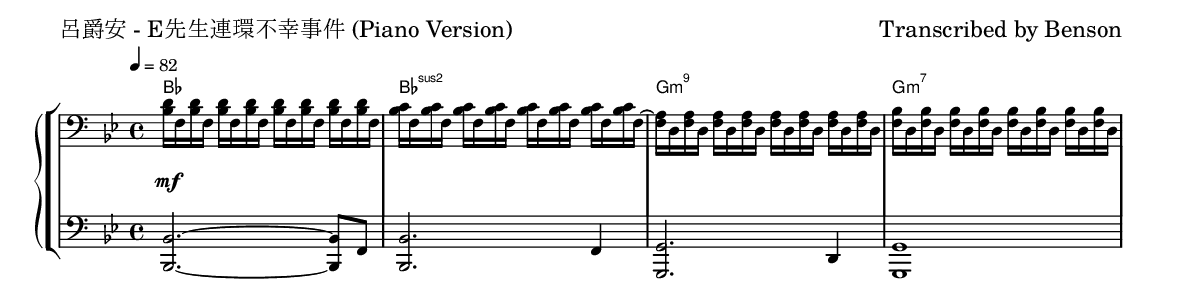 呂爵安 - E先生連環不幸事件 (Piano Version) Transcribed by Benson
♩ = 82
B♭ B♭sus2 Gm9 Gm7
mf